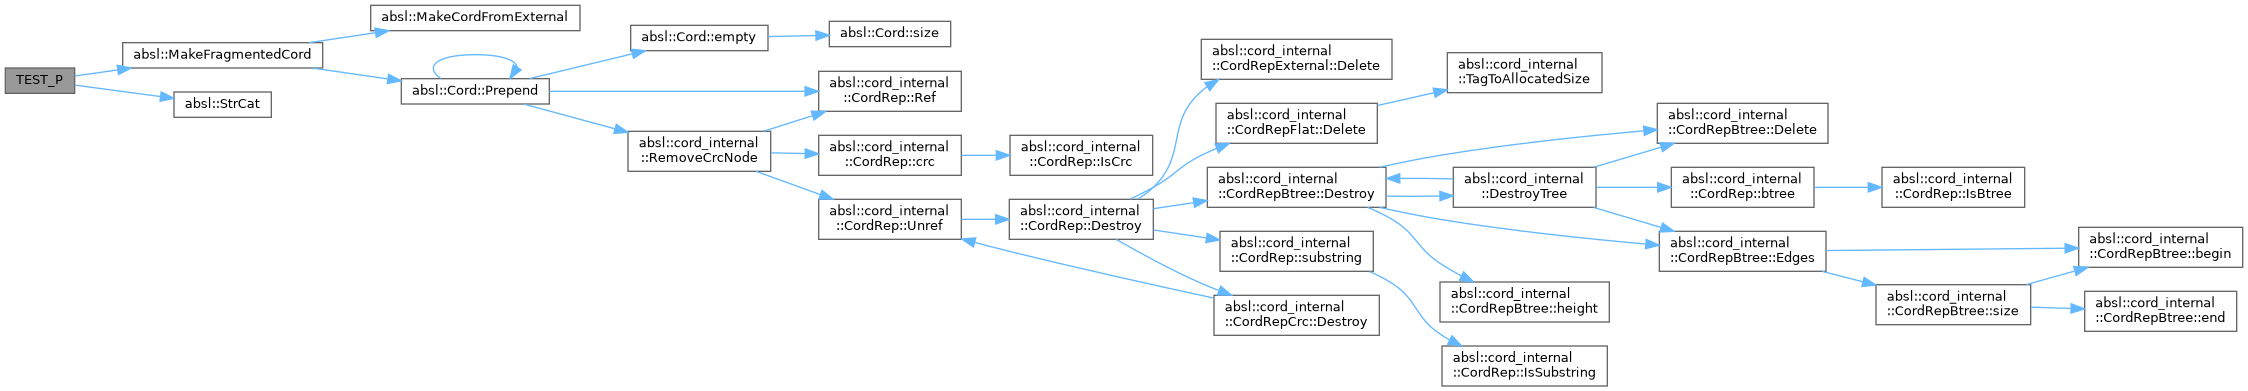 TEST_P
absl::MakeFragmentedCord
absl::StrCat
absl::MakeCordFromExternal
absl::Cord::Prepend
absl::Cord::empty
absl::cord_internal
::RemoveCrcNode
absl::Cord::size
absl::cord_internal
::CordRep::Ref
absl::cord_internal
::CordRep::crc
absl::cord_internal
::CordRep::Unref
absl::cord_internal
::CordRep::IsCrc
absl::cord_internal
::CordRep::Destroy
absl::cord_internal
::CordRepExternal::Delete
absl::cord_internal
::CordRepFlat::Delete
absl::cord_internal
::CordRepBtree::Destroy
absl::cord_internal
::CordRep::substring
absl::cord_internal
::CordRepCrc::Destroy
absl::cord_internal
::TagToAllocatedSize
absl::cord_internal
::DestroyTree
absl::cord_internal
::CordRepBtree::height
absl::cord_internal
::CordRep::IsSubstring
absl::cord_internal
::CordRepBtree::Delete
absl::cord_internal
::CordRep::btree
absl::cord_internal
::CordRepBtree::Edges
absl::cord_internal
::CordRep::IsBtree
absl::cord_internal
::CordRepBtree::size
absl::cord_internal
::CordRepBtree::begin
absl::cord_internal
::CordRepBtree::end